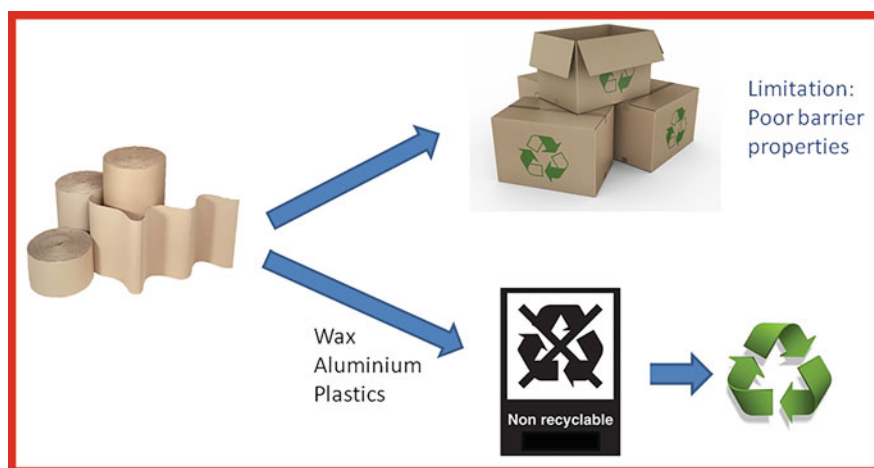 Limitation:
Poor barrier
properties
Wax
Aluminium
Plastics
Non recyclable